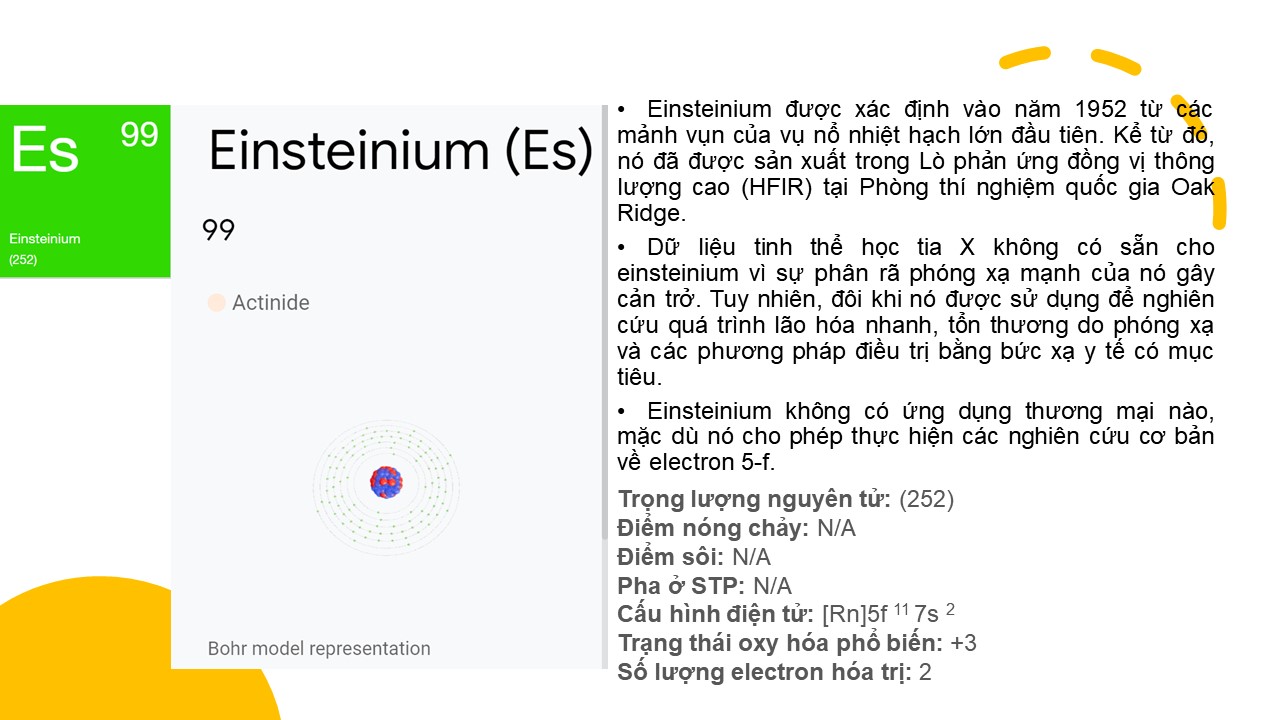 Es 99
Einsteinium
(252)
Einsteinium (Es)
99
Actinide
Bohr model representation
• Einsteinium được xác định vào năm 1952 từ các
mảnh vụn của vụ nổ nhiệt hạch lớn đầu tiên. Kể từ đó,
nó đã được sản xuất trong Lò phản ứng đồng vị thông
lượng cao (HFIR) tại Phòng thí nghiệm quốc gia Oak
Ridge.
• Dữ liệu tinh thể học tia X không có sẵn cho
einsteinium vì sự phân rã phóng xạ mạnh của nó gây
cản trở. Tuy nhiên, đôi khi nó được sử dụng để nghiên
cứu quá trình lão hóa nhanh, tổn thương do phóng xạ
và các phương pháp điều trị bằng bức xạ y tế có mục
tiêu.
• Einsteinium không có ứng dụng thương mại nào,
mặc dù nó cho phép thực hiện các nghiên cứu cơ bản
về electron 5-f.
Trọng lượng nguyên tử: (252)
Điểm nóng chảy: N/A
Điểm sôi: N/A
Pha ở STP: N/A
Cấu hình điện tử: [Rn]5f ¹¹ 7s ²
Trạng thái oxy hóa phổ biến: +3
Số lượng electron hóa trị: 2